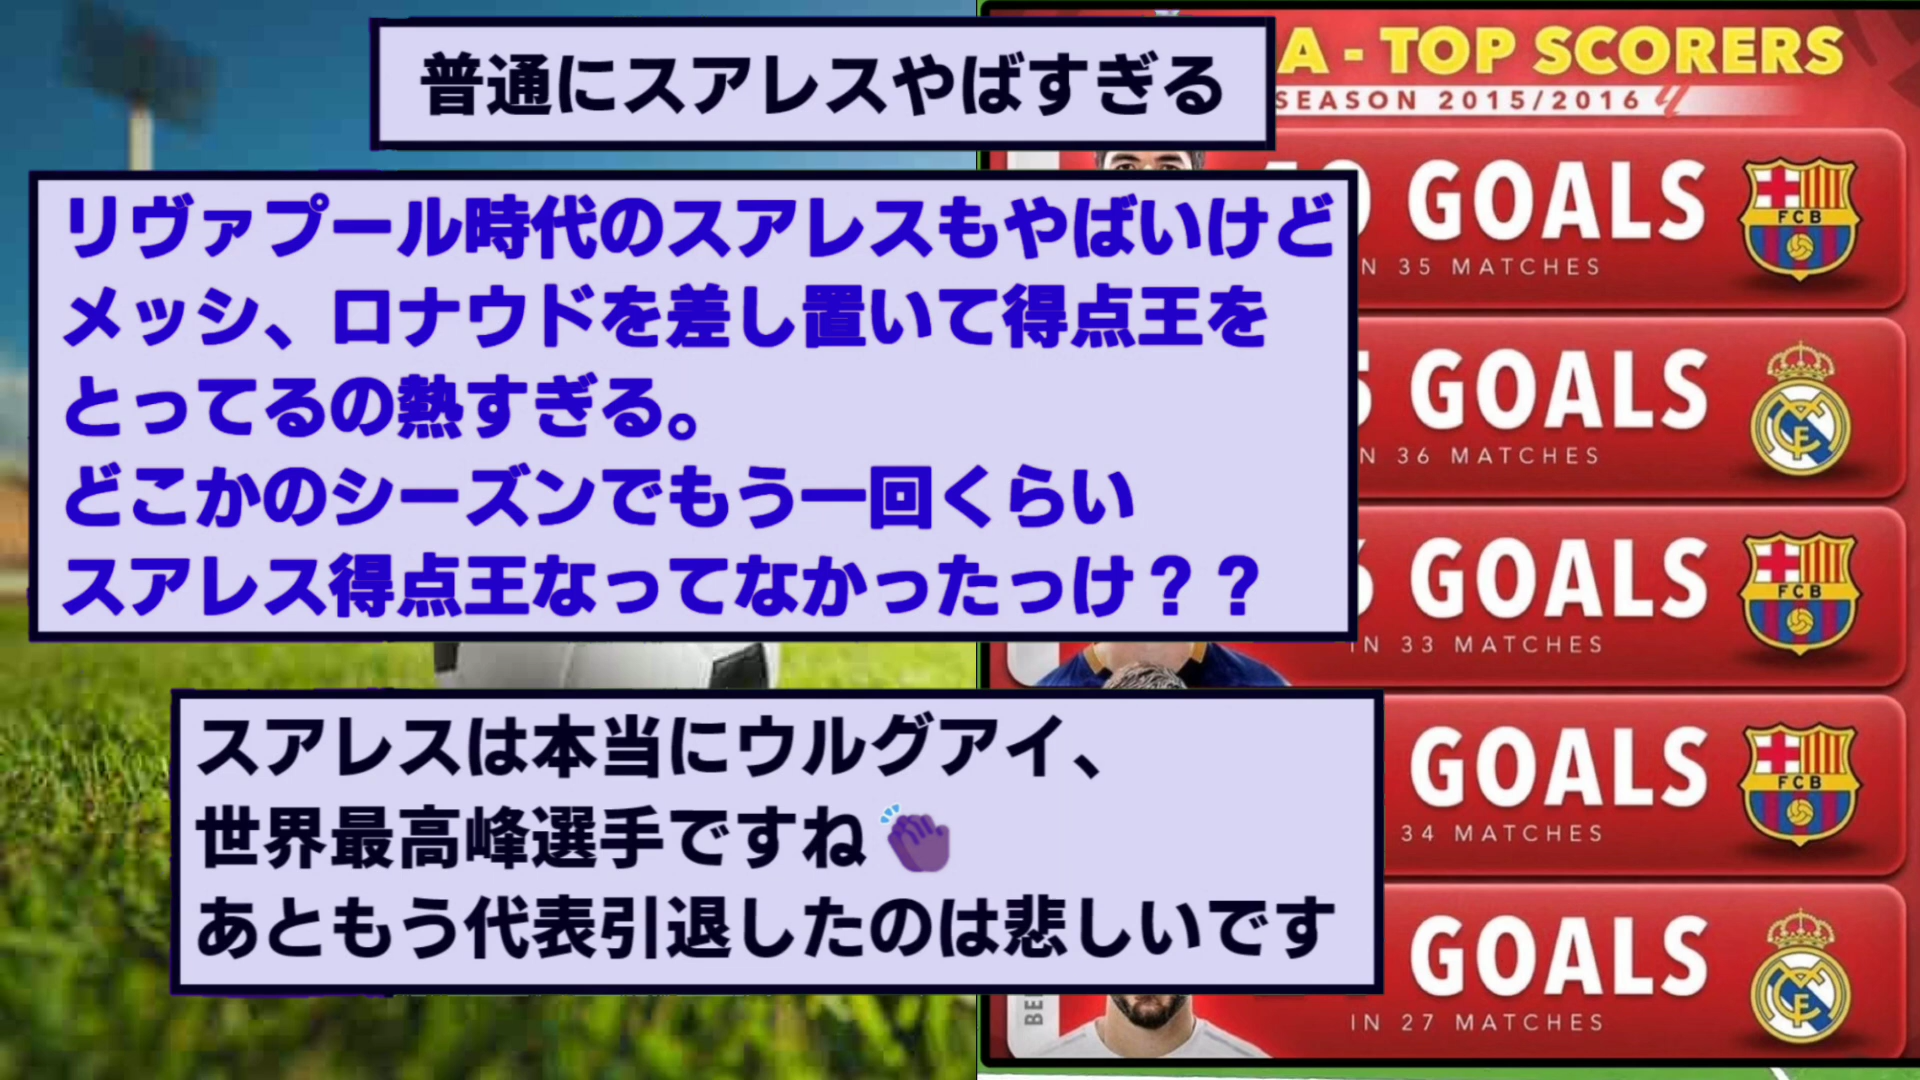 普通にスアレスやばすぎる
A - TOP SCORERS
SEASON 2015/2016
リヴァプール時代のスアレスもやばいけど
メッシ、ロナウドを差し置いて得点王を
とってるの熱すぎる。
どこかのシーズンでもう一回くらい
スアレス得点王なってなかったっけ？？
スアレスは本当にウルグアイ、
世界最高峰選手ですね👏
あともう代表引退したのは悲しいです
GOALS
35 MATCHES
FCB
GOALS
36 MATCHES
GOALS
IN 33 MATCHES
FCB
GOALS
34 MATCHES
FCB
GOALS
IN 27 MATCHES